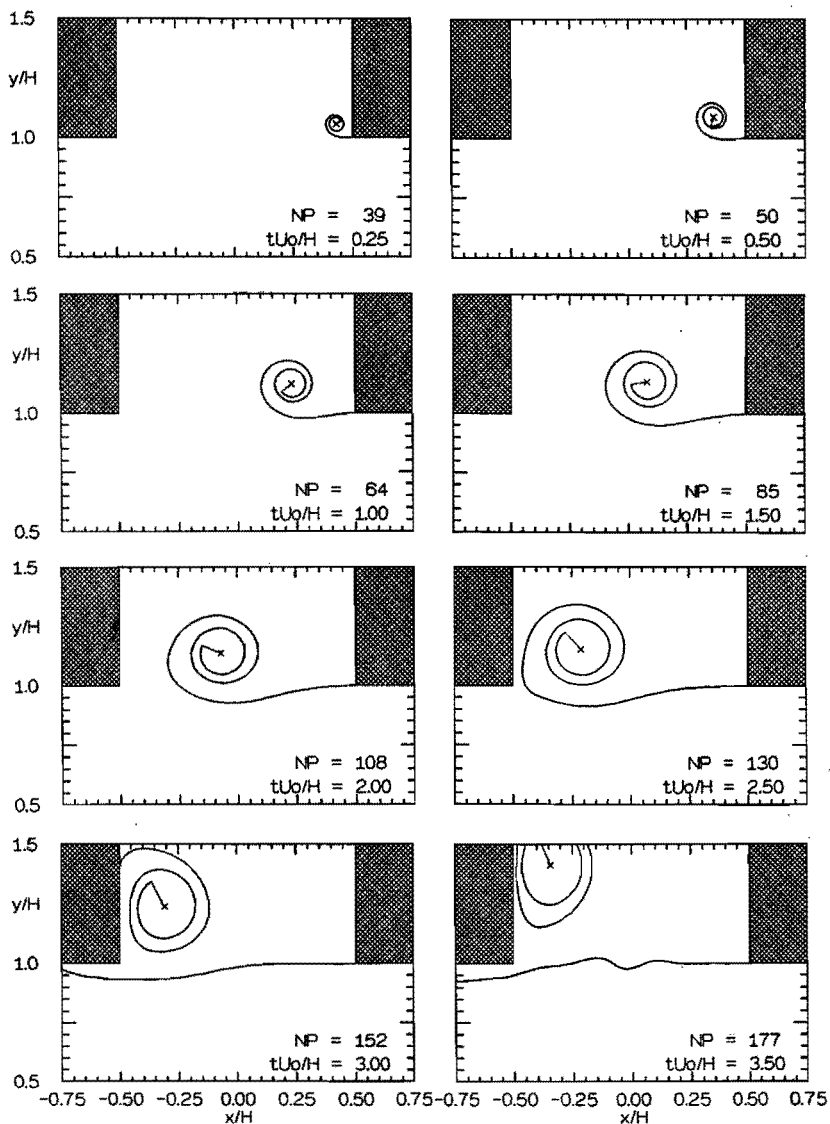 1.5
y/H
1.0
0.5
NP = 39
tUo/H = 0.25
NP = 50
tUo/H = 0.50
y/H
1.0
0.5
NP = 64
tUo/H = 1.00
NP = 85
tUo/H = 1.50
1.5
y/H
1.0
0.5
NP = 108
tUo/H = 2.00
NP = 130
tUo/H = 2.50
1.5
y/H
1.0
0.5
NP = 152
tUo/H = 3.00
NP = 177
tUo/H = 3.50
-0.75 -0.50 -0.25 0.00 0.25 0.50 0.75
x/H
-0.75 -0.50 -0.25 0.00 0.25 0.50 0.75
x/H